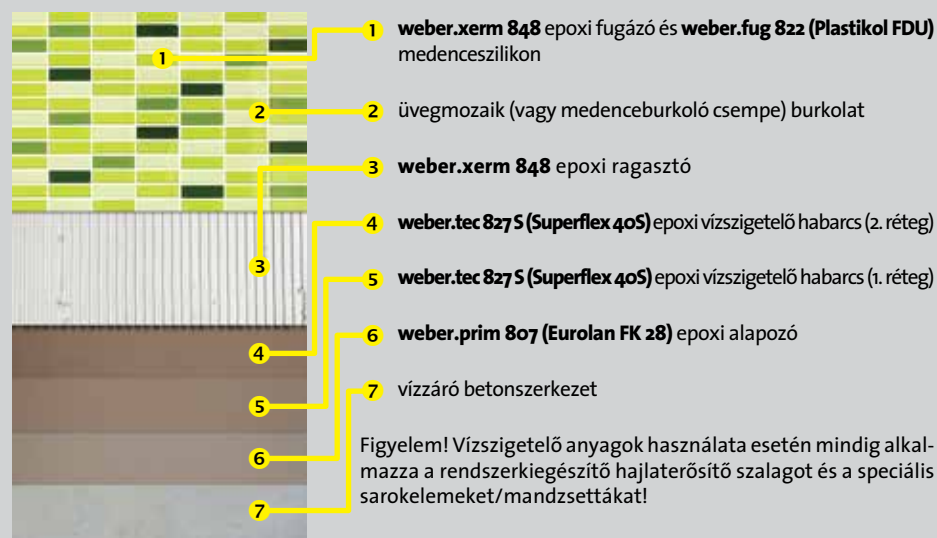 1 weber.xerm 848 epoxi fugázó és weber.fug 822 (Plastikol FDU)
medenceszilikon
2 üvegmozaik (vagy medenceburkoló csempe) burkolat
3 weber.xerm 848 epoxi ragasztó
4 weber.tec 827 S (Superflex 40S) epoxi vízszigetelő habarcs (2. réteg)
5 weber.tec 827 S (Superflex 40S) epoxi vízszigetelő habarcs (1. réteg)
6 weber.prim 807 (Eurolan FK 28) epoxi alapozó
7 vízzáró betonszerkezet
Figyelem! Vízszigetelő anyagok használata esetén mindig alkal-
mazza a rendszerkiegészítő hajlaterősítő szalagot és a speciális
sarokelemeket/mandzsettákat!
1
2
3
4
5
6
7